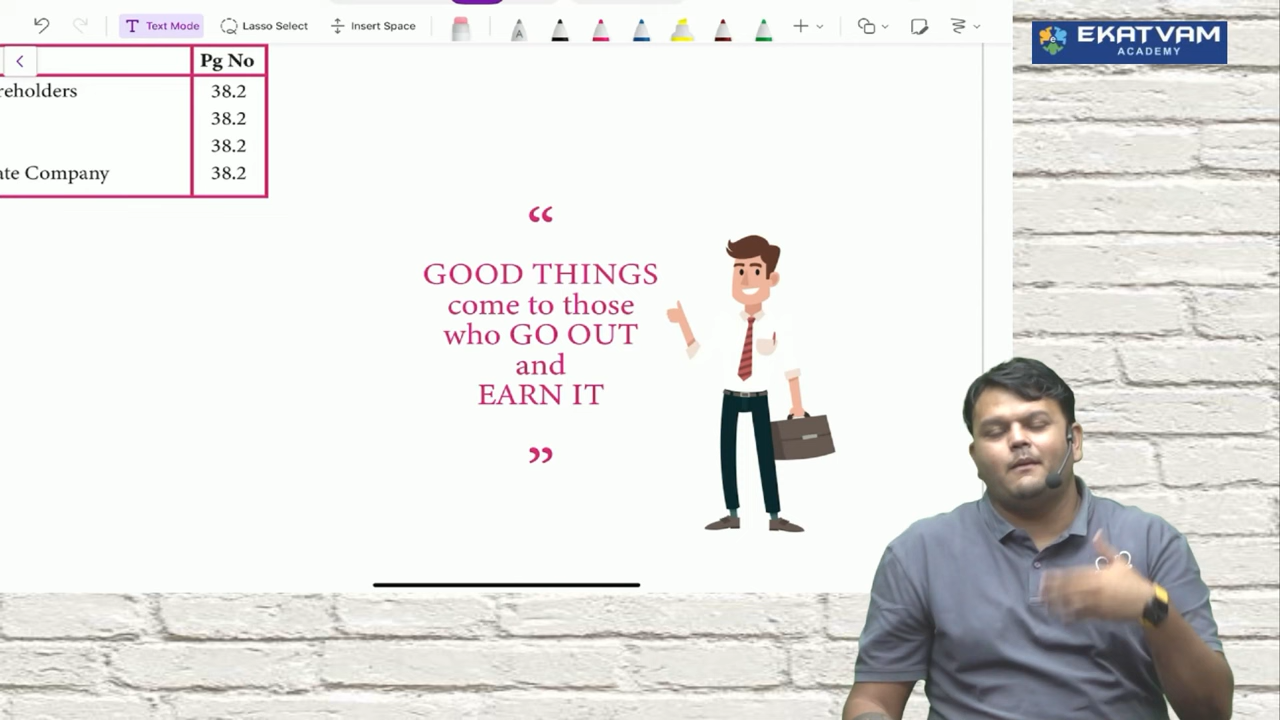 Text Mode
Lasso Select
Insert Space
EKATVAM
ACADEMY
Pg No
reholders 38.2
38.2
38.2
ate Company 38.2
“
GOOD THINGS
come to those
who GO OUT
and
EARN IT
”